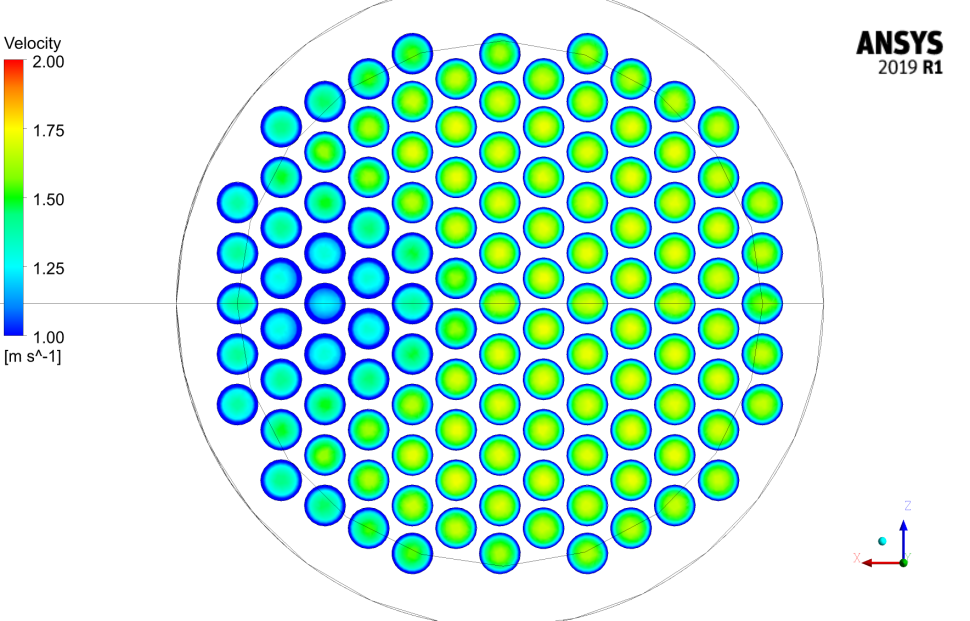 Velocity
2.00
1.75
1.50
1.25
1.00
[m s^-1]
ANSYS
2019 R1
Z
X
Y